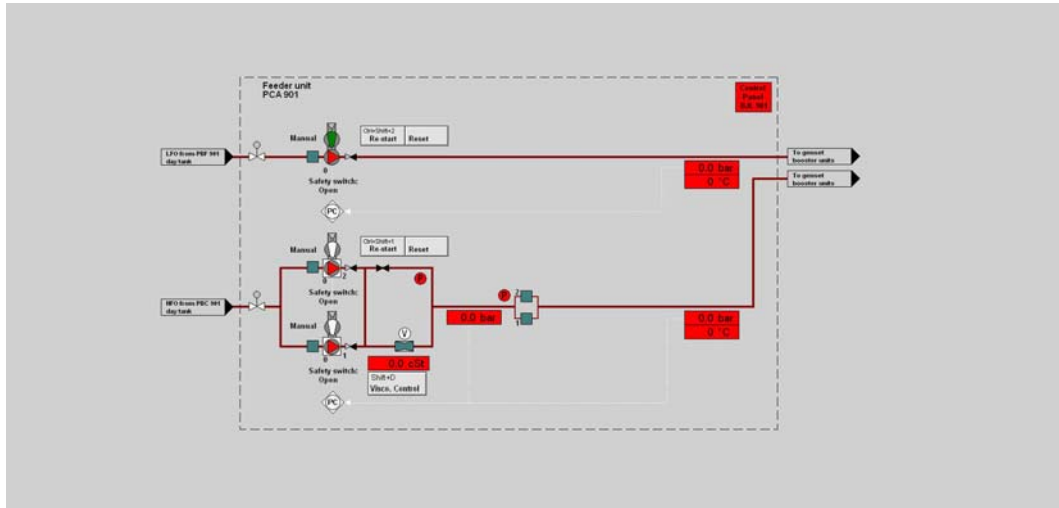 Feeder unit
PCA 901
Control
Panel
Manual
Ctrl+Shift+2
Re-start
Reset
LFO from PBF 901
day tank
0
Safety switch:
Open
PC
0.0 bar
0 °C
To genset
booster units
To genset
booster units
Manual
Ctrl+Shift+1
Re-start
Reset
0
2
Safety switch:
Open
P
HFO from PBC 901
day tank
Manual
0
1
Safety switch:
Open
V
0.0 cSt
Shift+D
Visco. Control
0.0 bar
P
2
1
0.0 bar
0 °C
PC